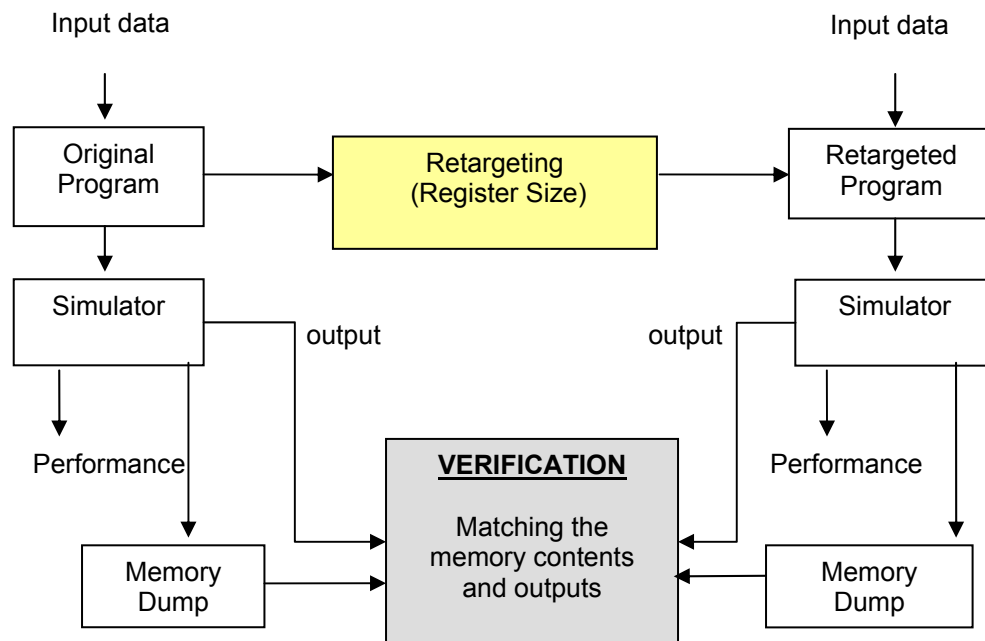 Input data
Input data
Original
Program
Retargeting
(Register Size)
Retargeted
Program
Simulator
output
output
Simulator
Performance
Performance
VERIFICATION
Matching the
memory contents
and outputs
Memory
Dump
Memory
Dump